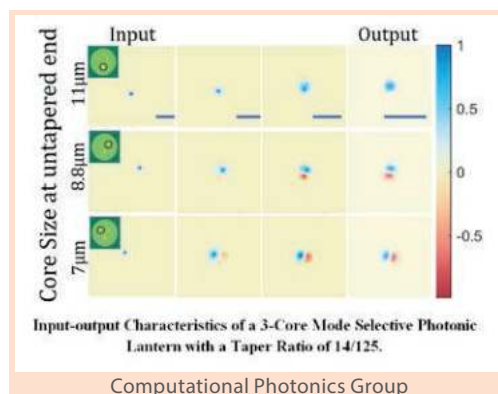 Input
Output
Core Size at untapered end
11μm
8.8μm
7μm
1
0.5
0
-0.5
Input-output Characteristics of a 3-Core Mode Selective Photonic
Lantern with a Taper Ratio of 14/125.
Computational Photonics Group